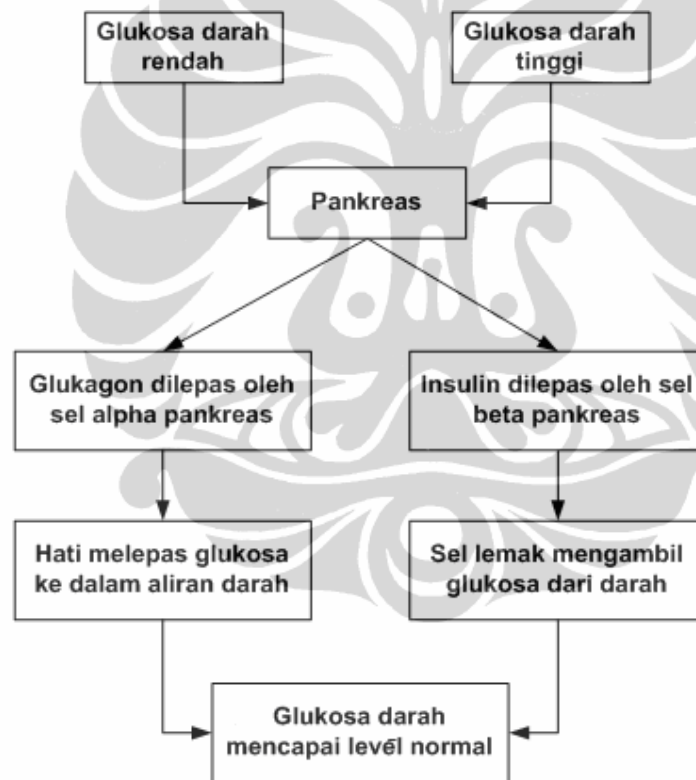 Glukosa darah
rendah
Glukosa darah
tinggi
Pankreas
Glukagon dilepas oleh
sel alpha pankreas
Insulin dilepas oleh sel
beta pankreas
Hati melepas glukosa
ke dalam aliran darah
Sel lemak mengambil
glukosa dari darah
Glukosa darah
mencapai level normal